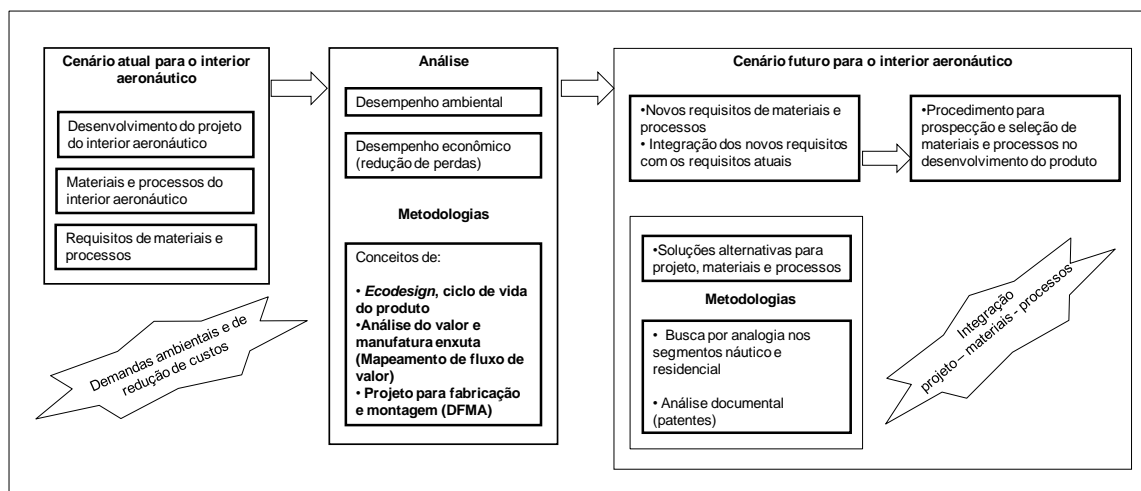 Cenário atual para o interior
aeronáutico
Desenvolvimento do projeto
do interior aeronáutico
Materiais e processos do
interior aeronáutico
Requisitos de materiais e
processos
Demandas ambientais e de
redução de custos
Análise
Desempenho ambiental
Desempenho econômico
(redução de perdas)
Metodologias
Conceitos de:
• Ecodesign, ciclo de vida
do produto
•Análise do valor e
manufatura enxuta
(Mapeamento de fluxo de
valor)
• Projeto para fabricação
e montagem (DFMA)
Cenário futuro para o interior aeronáutico
•Novos requisitos de materiais e
processos
• Integração dos novos requisitos
com os requisitos atuais
•Procedimento para
prospecção e seleção de
materiais e processos no
desenvolvimento do produto
•Soluções alternativas para
projeto, materiais e processos
Metodologias
• Busca por analogia nos
segmentos náutico e
residencial
• Análise documental
(patentes)
Integração
projeto – materiais - processos